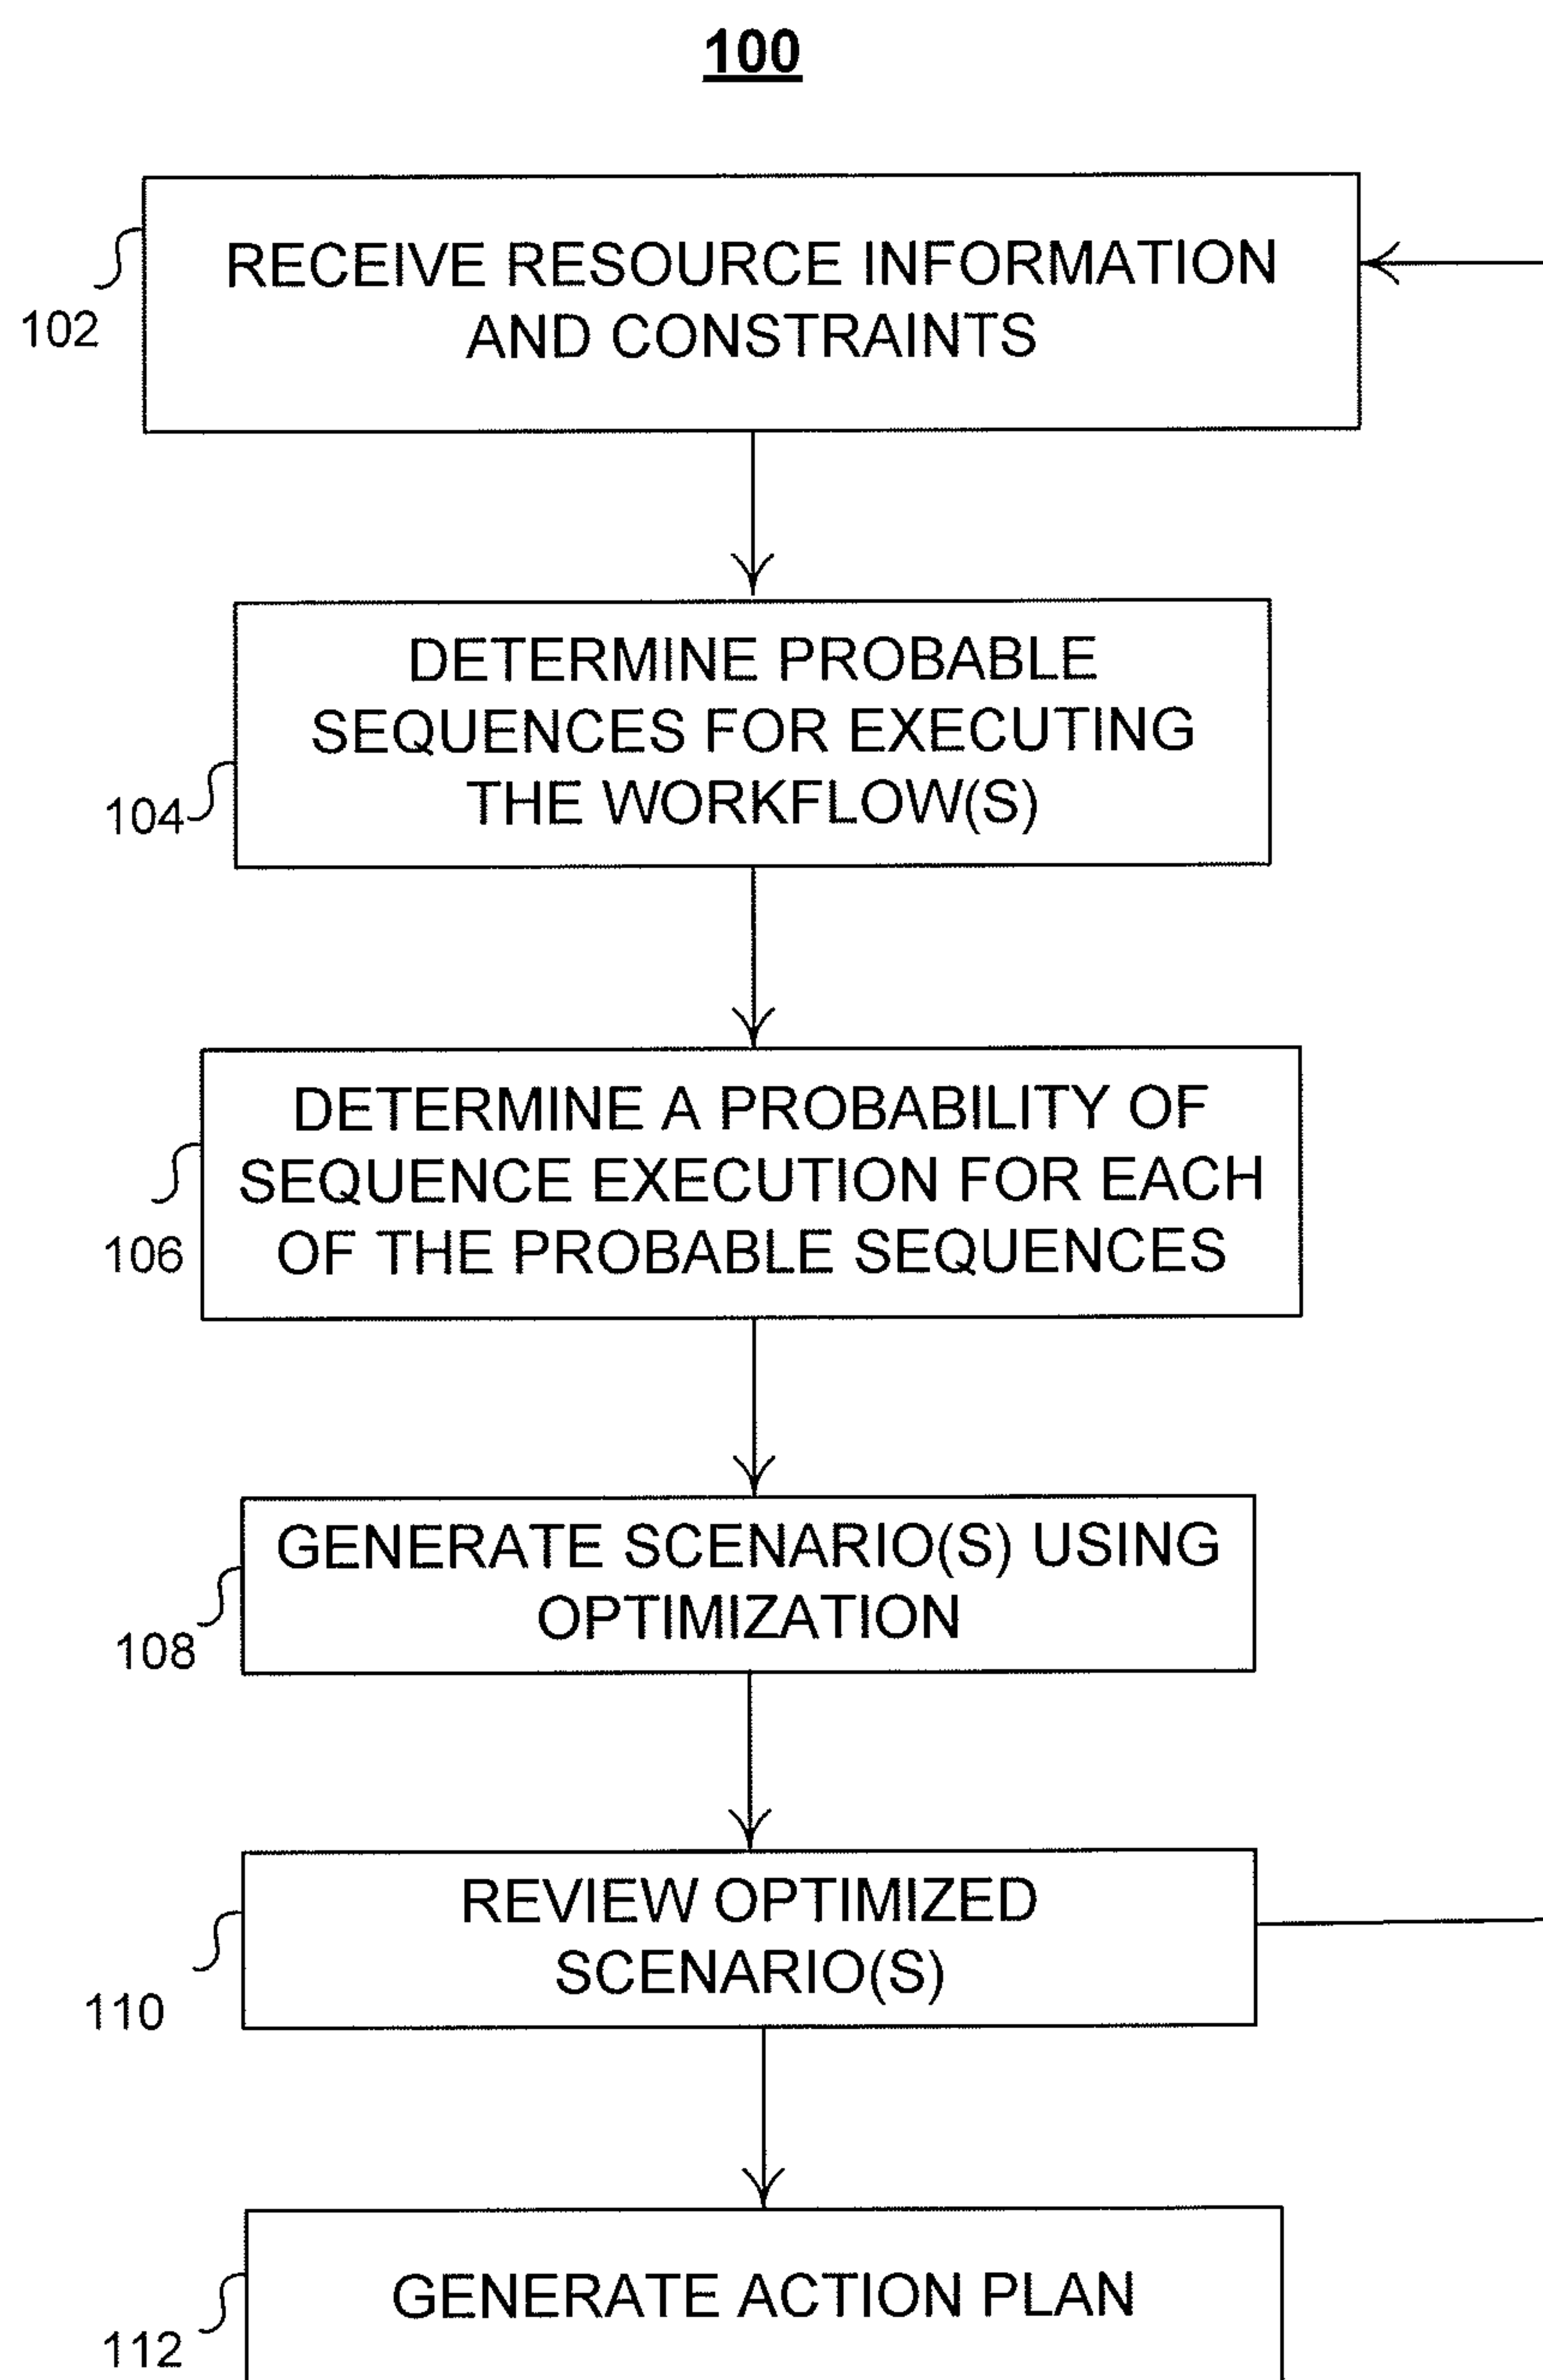 100
RECEIVE RESOURCE INFORMATION
AND CONSTRAINTS
102
DETERMINE PROBABLE
SEQUENCES FOR EXECUTING
THE WORKFLOW(S)
104
DETERMINE A PROBABILITY OF
SEQUENCE EXECUTION FOR EACH
OF THE PROBABLE SEQUENCES
106
GENERATE SCENARIO(S) USING
OPTIMIZATION
108
REVIEW OPTIMIZED
SCENARIO(S)
110
GENERATE ACTION PLAN
112